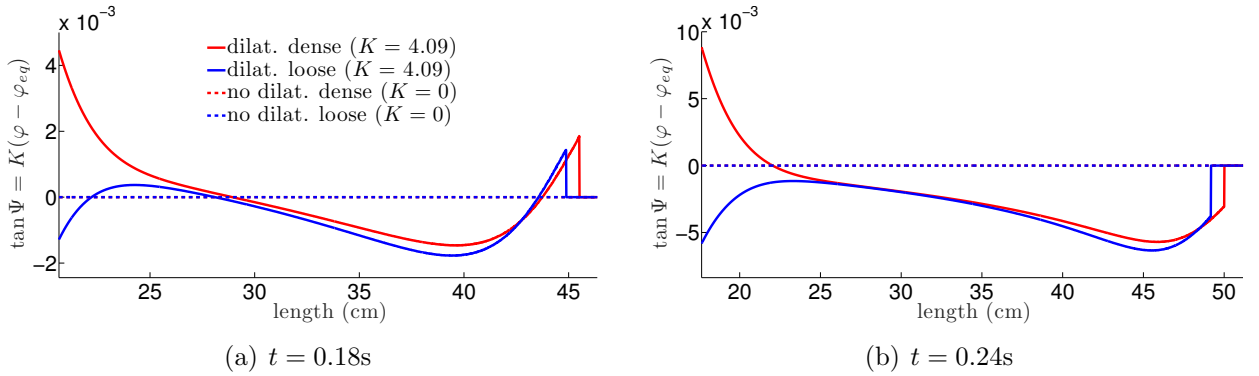 x 10⁻³
4
2
0
−2
25 30 35 40 45
tan Ψ = K(φ − φeq)
length (cm)
dilat. dense (K = 4.09)
dilat. loose (K = 4.09)
no dilat. dense (K = 0)
no dilat. loose (K = 0)
(a) t = 0.18s
x 10⁻³
10
5
0
−5
20 25 30 35 40 45 50
tan Ψ = K(φ − φeq)
length (cm)
(b) t = 0.24s